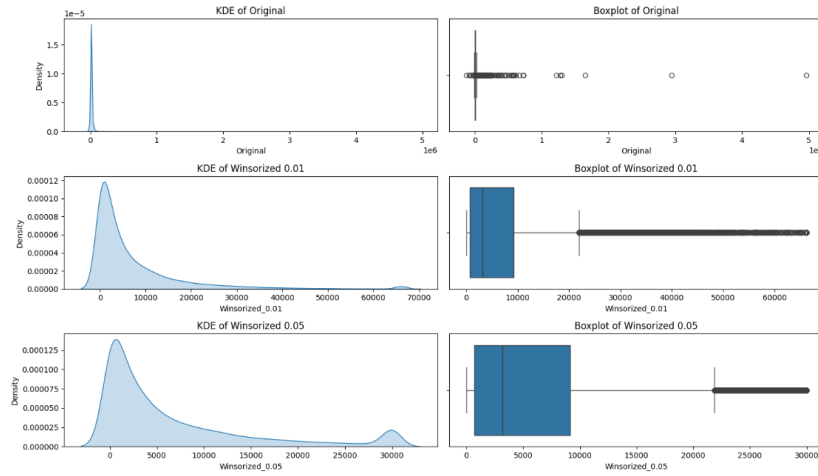 KDE of Original
1e-5
1.5
1.0
0.5
0.0
Density
0 1 2 3 4 5
Original
1e6
Boxplot of Original
0 1 2 3 4 5
Original
1e6
KDE of Winsorized 0.01
0.00012
0.00010
0.00008
0.00006
0.00004
0.00002
0.00000
Density
0 10000 20000 30000 40000 50000 60000 70000
Winsorized_0.01
Boxplot of Winsorized 0.01
0 10000 20000 30000 40000 50000 60000
Winsorized_0.01
KDE of Winsorized 0.05
0.000125
0.000100
0.000075
0.000050
0.000025
0.000000
Density
0 5000 10000 15000 20000 25000 30000
Winsorized_0.05
Boxplot of Winsorized 0.05
0 5000 10000 15000 20000 25000 30000
Winsorized_0.05